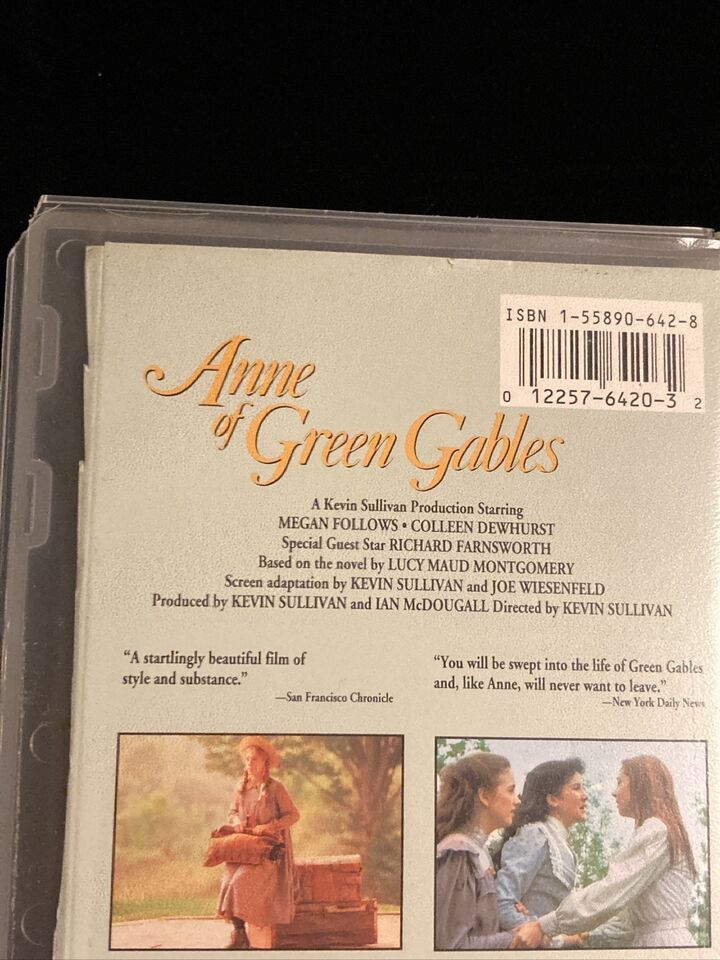 ISBN 1-55890-642-8
0 12257-6420-3 2
Anne
of Green Gables
A Kevin Sullivan Production Starring
MEGAN FOLLOWS • COLLEEN DEWHURST
Special Guest Star RICHARD FARNSWORTH
Based on the novel by LUCY MAUD MONTGOMERY
Screen adaptation by KEVIN SULLIVAN and JOE WIESENFELD
Produced by KEVIN SULLIVAN and IAN McDOUGALL Directed by KEVIN SULLIVAN
“A startlingly beautiful film of
style and substance.”
—San Francisco Chronicle
“You will be swept into the life of Green Gables
and, like Anne, will never want to leave.”
—New York Daily News